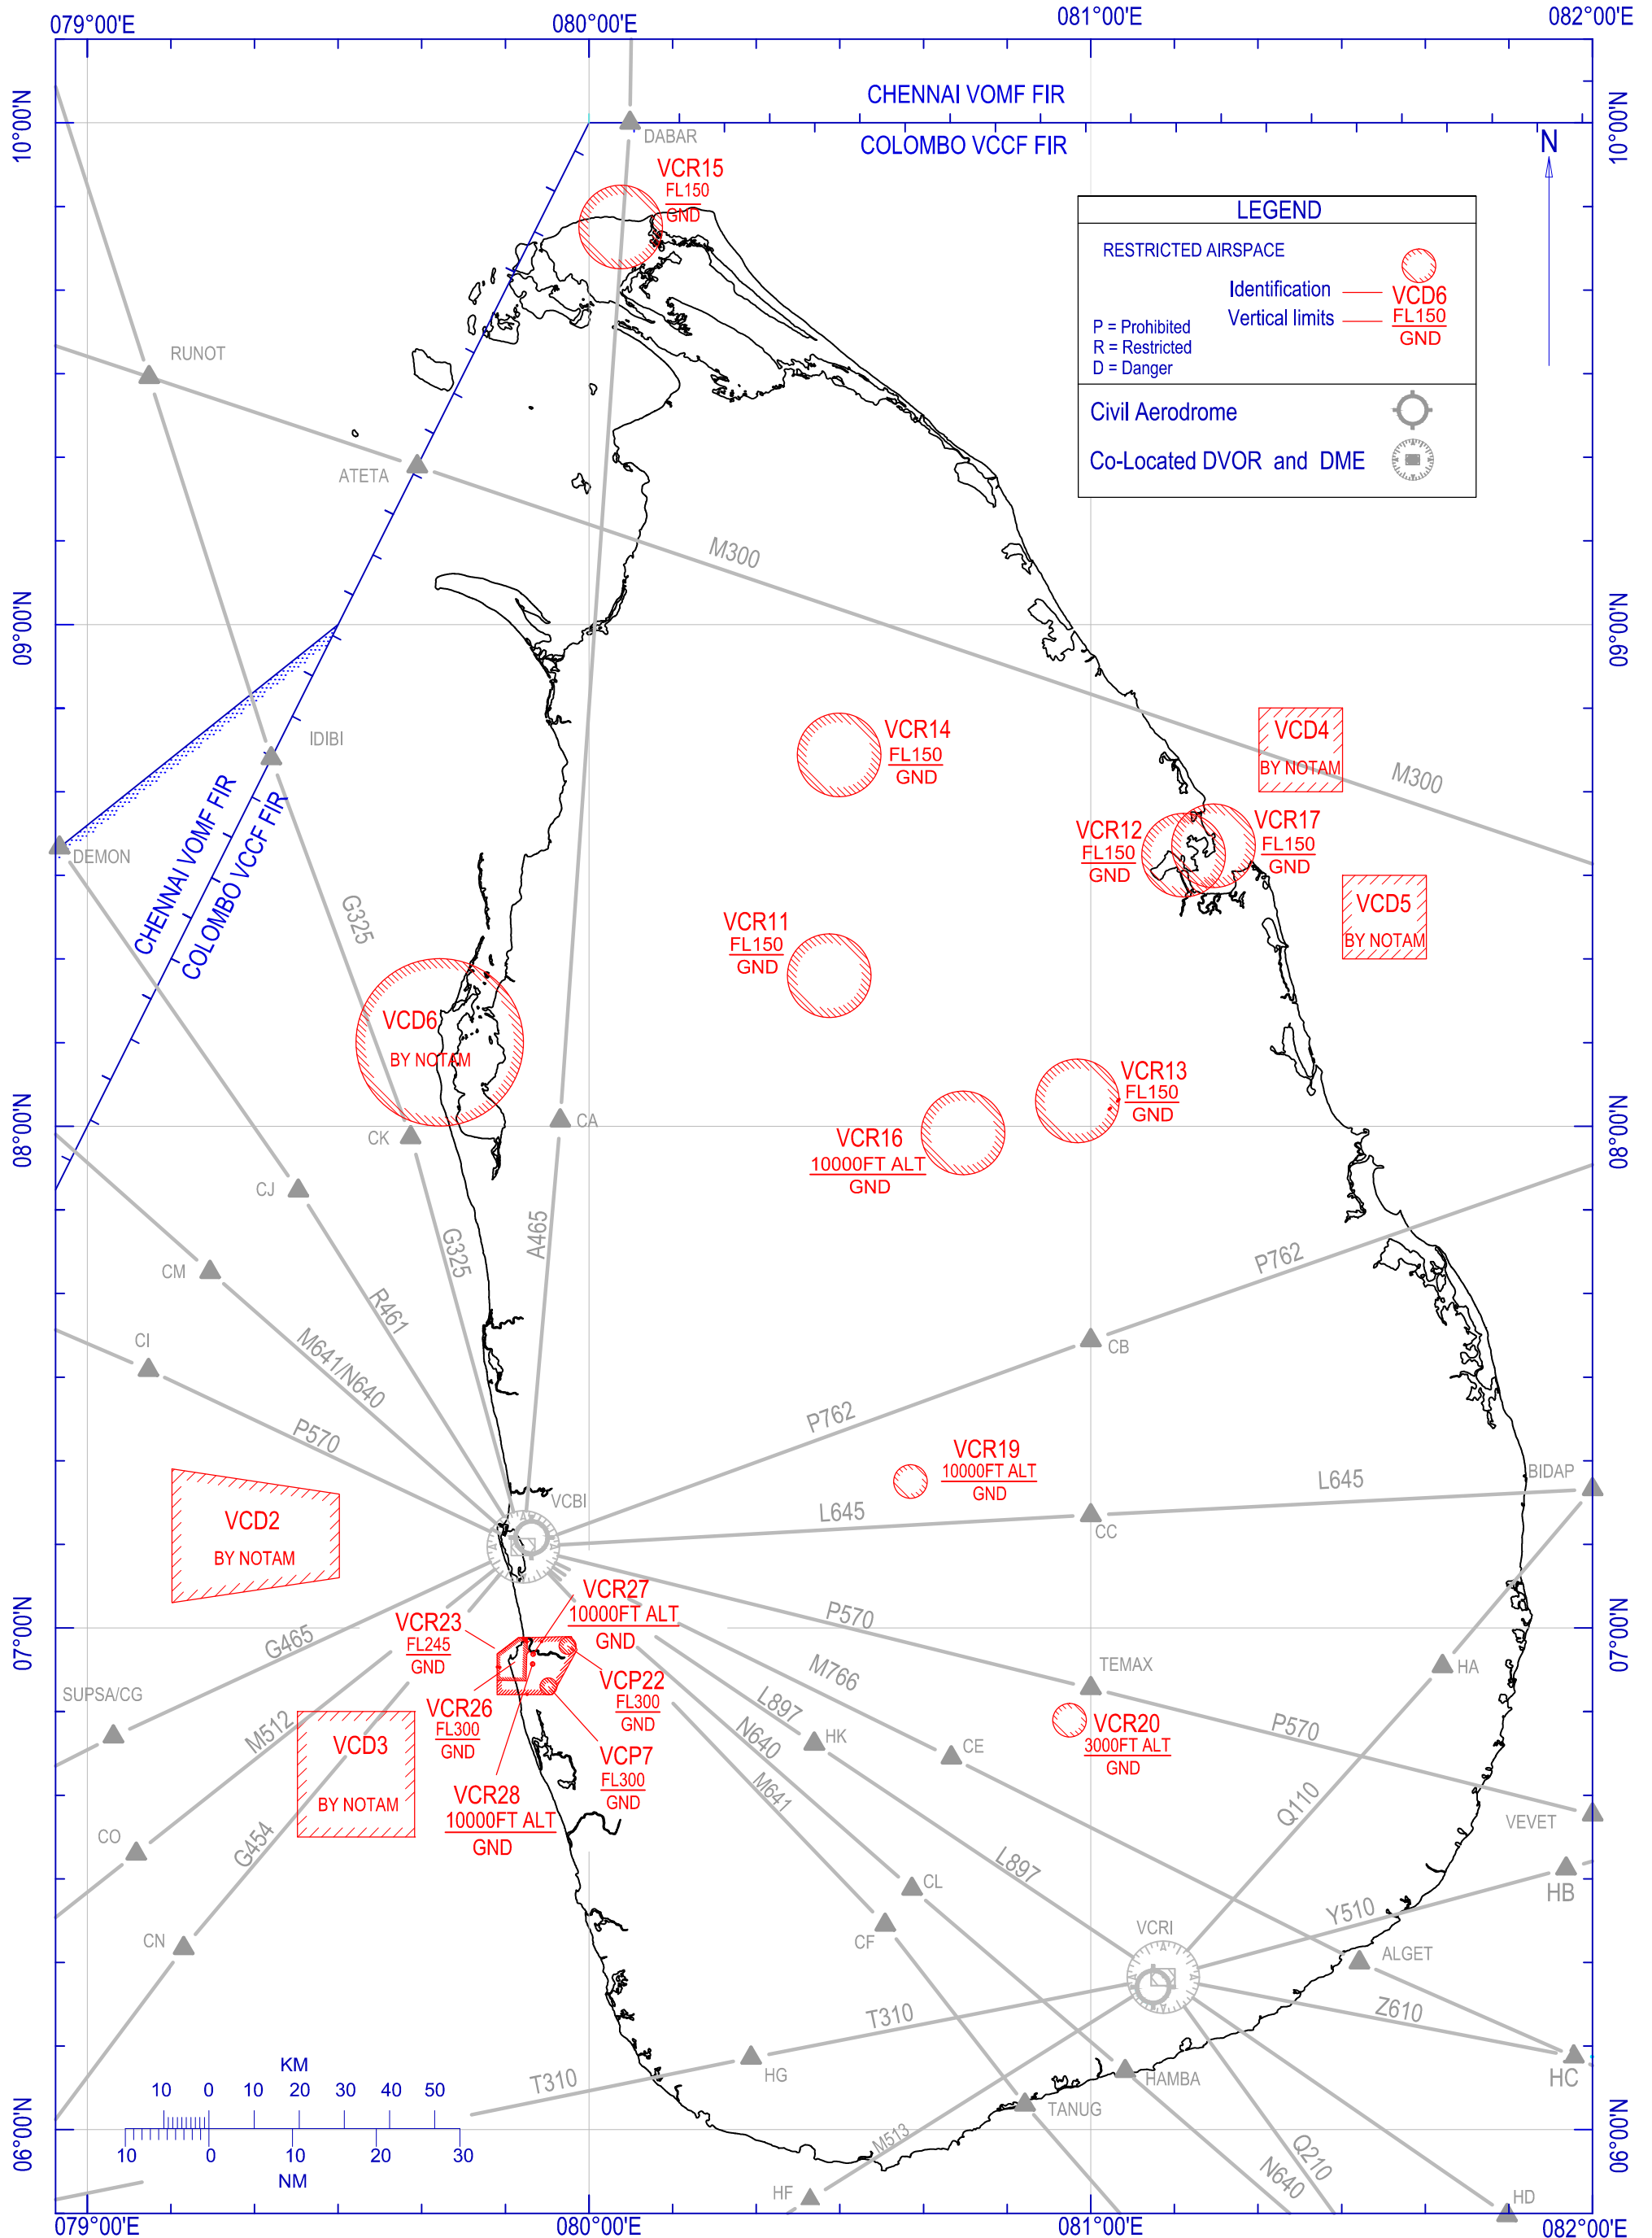 079°00'E
080°00'E
081°00'E
082°00'E
CHENNAI VOMF FIR
COLOMBO VCCF FIR
10°00'N
10°00'N
N
DABAR
VCR15
FL150
GND
LEGEND
RESTRICTED AIRSPACE
Identification
VCD6
Vertical limits
FL150
GND
P = Prohibited
R = Restricted
D = Danger
Civil Aerodrome
Co-Located DVOR and DME
RUNOT
ATETA
M300
09°00'N
09°00'N
IDIBI
VCR14
FL150
GND
VCD4
BY NOTAM
M300
DEMON
CHENNAI VOMF FIR
COLOMBO VCCF FIR
VCR12
FL150
GND
VCR17
FL150
GND
G325
VCR11
FL150
GND
VCD5
BY NOTAM
VCD6
BY NOTAM
VCR13
FL150
GND
08°00'N
08°00'N
CK
CA
VCR16
10000FT ALT
GND
CJ
G325
A465
CM
R461
P762
CI
M641/N640
CB
P570
P762
VCR19
10000FT ALT
GND
BIDAP
VCBI
L645
L645
CC
VCD2
BY NOTAM
VCR27
10000FT ALT
GND
P570
07°00'N
07°00'N
VCR23
FL245
GND
G465
M766
TEMAX
HA
SUPSA/CG
VCR26
FL300
GND
VCP22
FL300
GND
L897
M512
VCD3
BY NOTAM
N640
HK
CE
VCR20
3000FT ALT
GND
P570
VCP7
FL300
GND
M641
VCR28
10000FT ALT
GND
Q110
VEVET
CO
G454
L897
CL
HB
CN
CF
VCRI
Y510
ALGET
T310
Z610
KM
10 0 10 20 30 40 50
T310
HG
HAMBA
HC
TANUG
06°00'N
06°00'N
10 0 10 20 30
NM
M513
Q210
N640
HF
HD
079°00'E
080°00'E
081°00'E
082°00'E